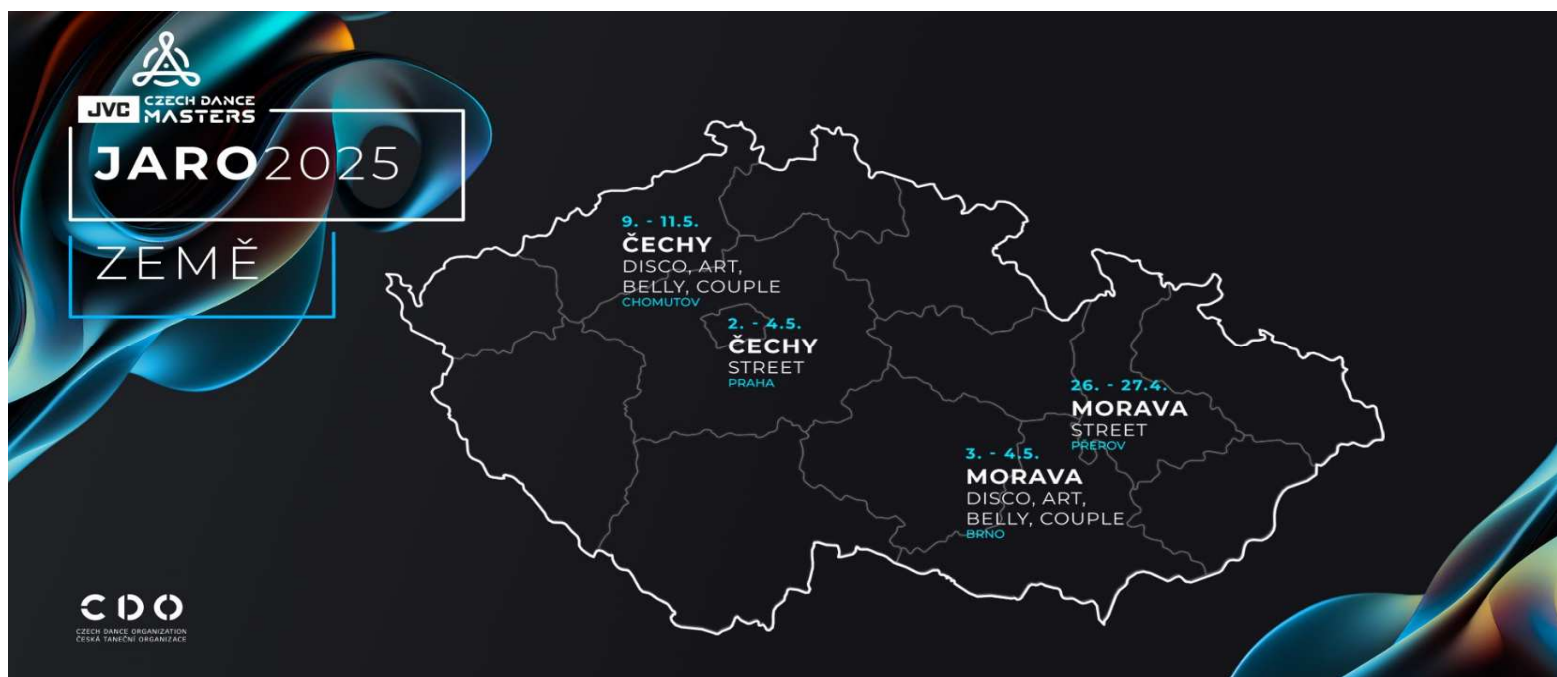 JVC CZECH DANCE
MASTERS
JARO2025
ZEMĚ
9. - 11.5.
ČECHY
DISCO, ART,
BELLY, COUPLE
CHOMUTOV
2. - 4.5.
ČECHY
STREET
PRAHA
26. - 27.4.
MORAVA
STREET
PŘEROV
3. - 4.5.
MORAVA
DISCO, ART,
BELLY, COUPLE
BRNO
CDO
CZECH DANCE ORGANIZATION
ČESKÁ TANEČNÍ ORGANIZACE